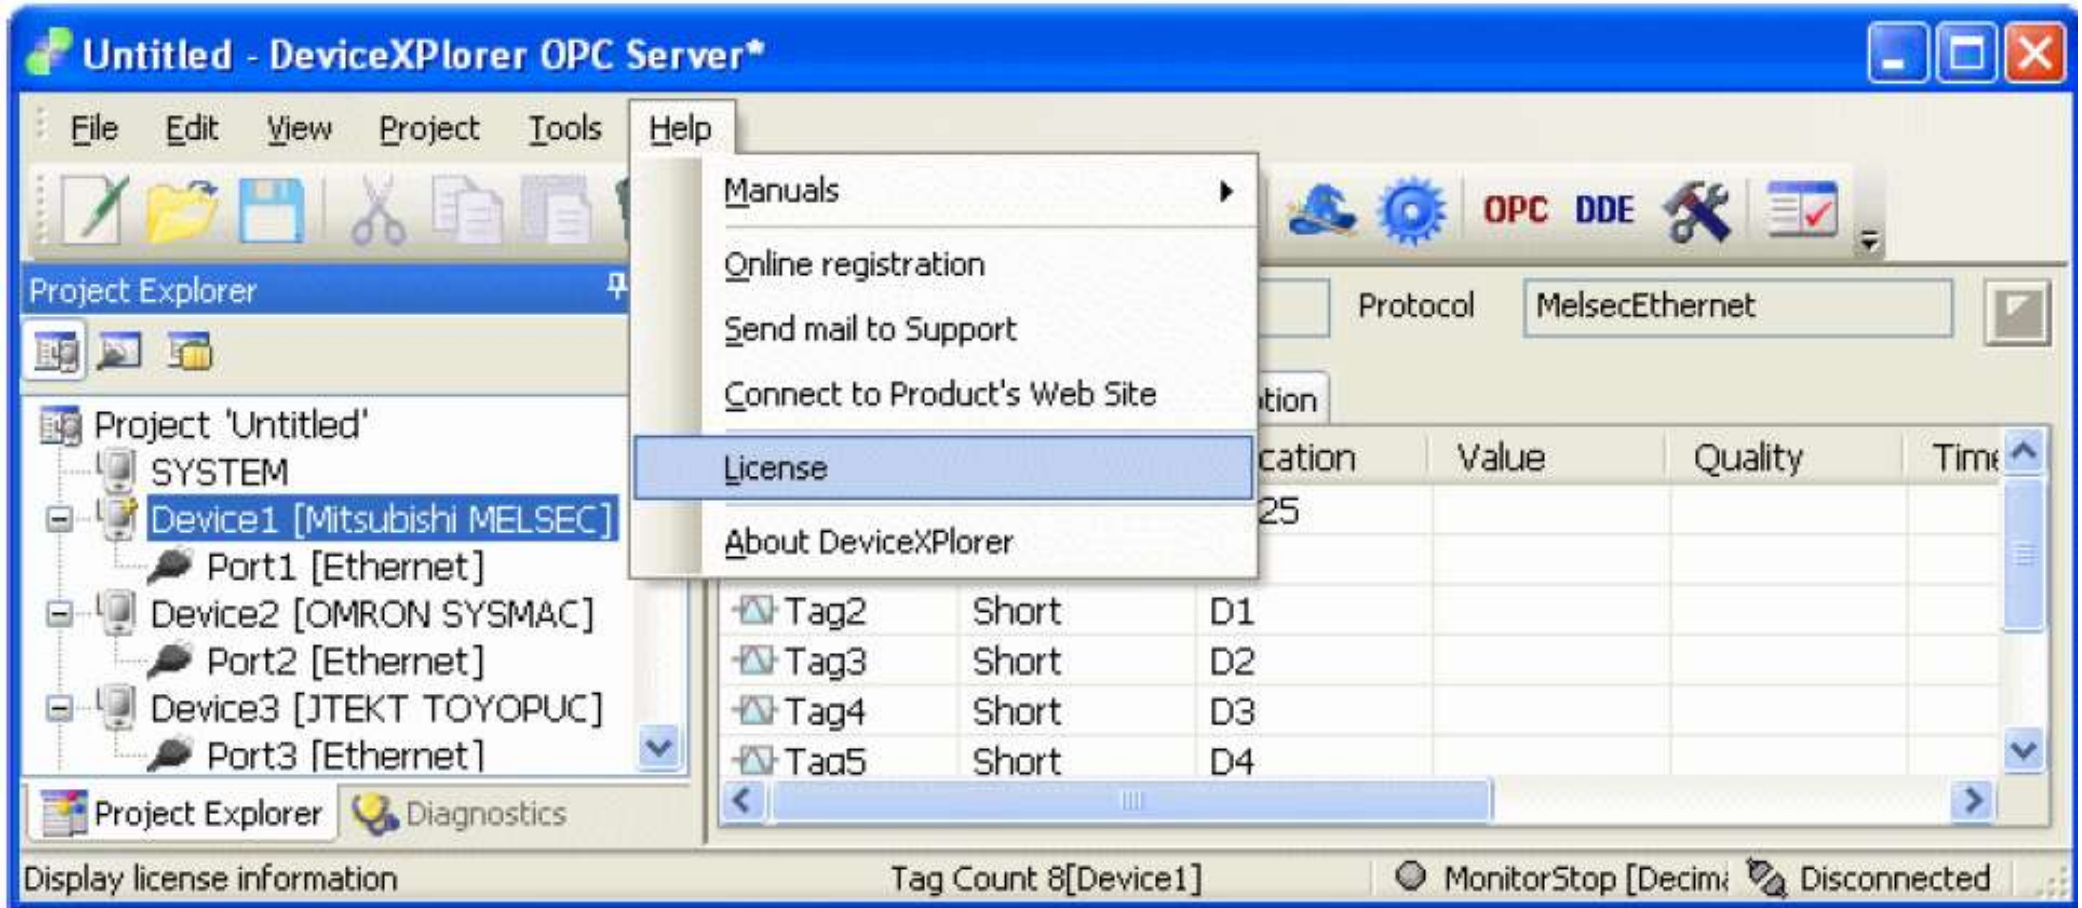 Untitled - DeviceXPlorer OPC Server*
File Edit View Project Tools Help
Manuals
Online registration
Send mail to Support
Connect to Product's Web Site
License
About DeviceXPlorer
OPC DDE
Project Explorer
Protocol MelsecEthernet
Project 'Untitled'
SYSTEM
Device1 [Mitsubishi MELSEC]
Port1 [Ethernet]
Device2 [OMRON SYSMAC]
Port2 [Ethernet]
Device3 [JTEKT TOYOPUC]
Port3 [Ethernet]
Project Explorer Diagnostics
tion
cation Value Quality Time
25
Tag2 Short D1
Tag3 Short D2
Tag4 Short D3
Tag5 Short D4
Display license information Tag Count 8[Device1] MonitorStop [Decima Disconnected